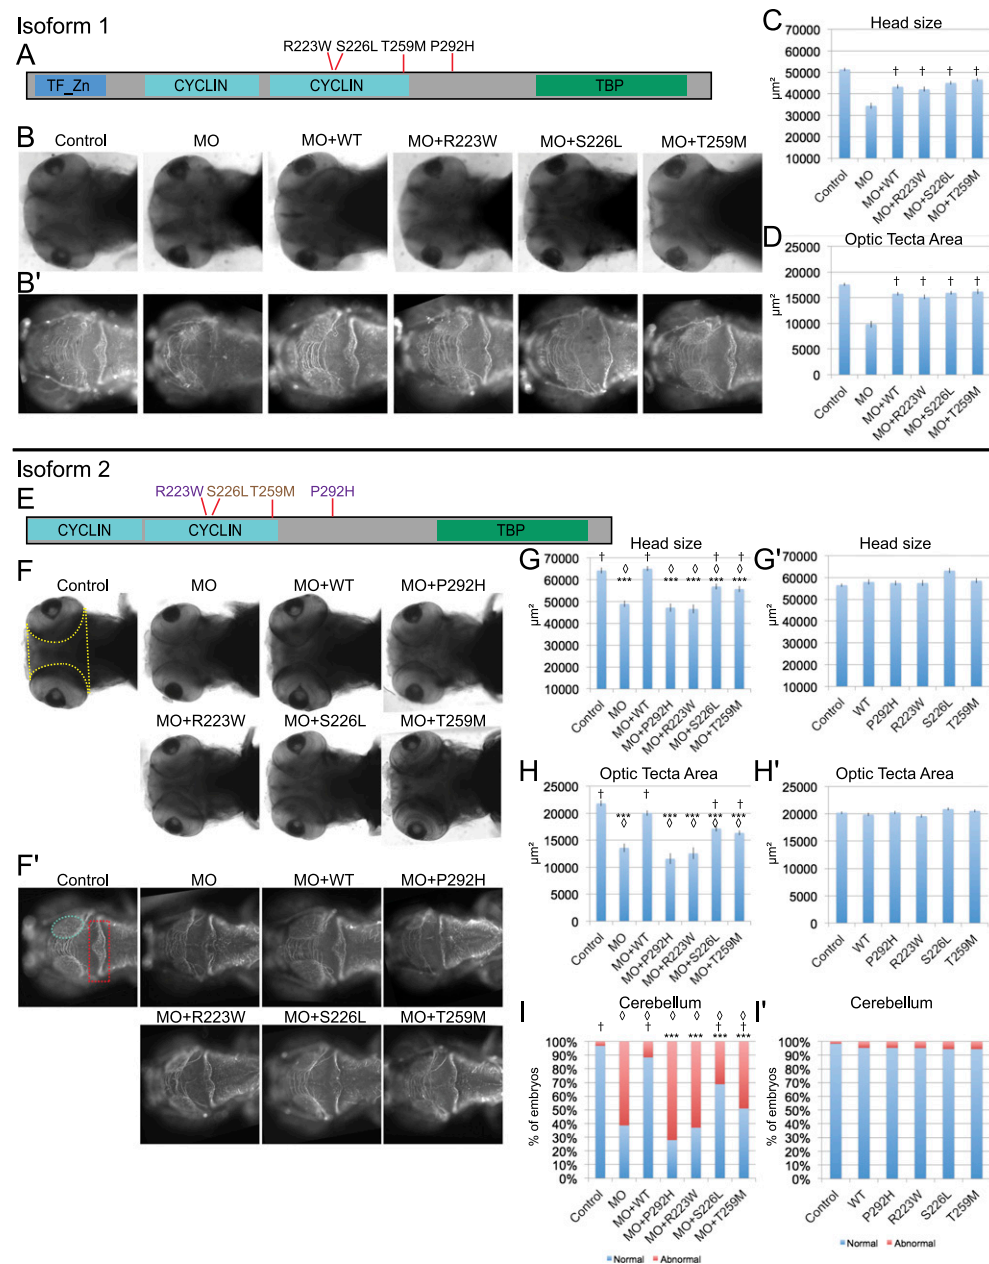 Isoform 1
A
R223W S226L T259M P292H
TF_Zn CYCLIN CYCLIN TBP
B
Control MO MO+WT MO+R223W MO+S226L MO+T259M
B'
C
Head size
70000
60000
50000
40000
30000
20000
10000
µm²
† † † †
Control MO MO+WT MO+R223W MO+S226L MO+T259M
D
Optic Tecta Area
25000
20000
15000
10000
5000
0
µm²
† † † †
Control MO MO+WT MO+R223W MO+S226L MO+T259M
Isoform 2
E
R223W S226L T259M P292H
CYCLIN CYCLIN TBP
F
Control MO MO+WT MO+P292H
MO+R223W MO+S226L MO+T259M
F'
Control MO MO+WT MO+P292H
MO+R223W MO+S226L MO+T259M
G
Head size
70000
60000
50000
40000
30000
20000
10000
µm²
† † † †
◊ ◊ ◊ ◊ ◊
*** *** *** *** ***
Control MO MO+WT MO+P292H MO+R223W MO+S226L MO+T259M
G'
Head size
70000
60000
50000
40000
30000
20000
10000
µm²
Control WT P292H R223W S226L T259M
H
Optic Tecta Area
25000
20000
15000
10000
5000
0
µm²
† † † †
*** *** *** *** ***
◊ ◊ ◊ ◊ ◊
Control MO MO+WT MO+P292H MO+R223W MO+S226L MO+T259M
H'
Optic Tecta Area
25000
20000
15000
10000
5000
0
µm²
Control WT P292H R223W S226L T259M
I
Cerebellum
◊ ◊ ◊ ◊ ◊ ◊
† † † †
*** *** *** ***
100%
90%
80%
70%
60%
50%
40%
30%
20%
10%
0%
% of embryos
Control MO MO+WT MO+P292H MO+R223W MO+S226L MO+T259M
Normal Abnormal
I'
Cerebellum
100%
90%
80%
70%
60%
50%
40%
30%
20%
10%
0%
% of embryos
Control WT P292H R223W S226L T259M
Normal Abnormal